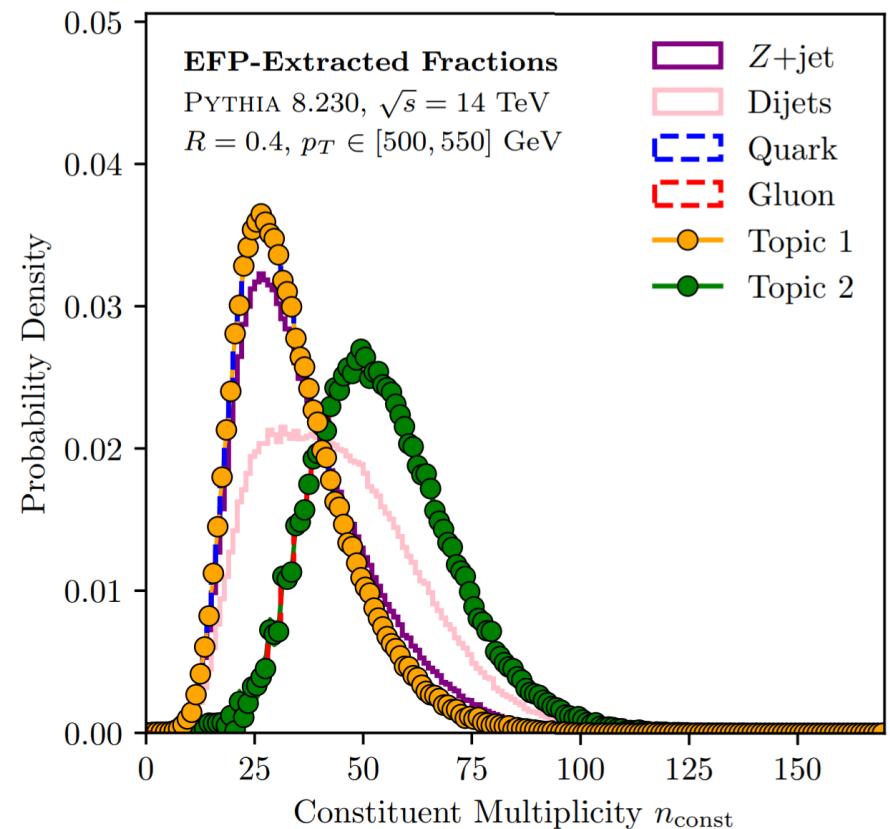 0.05
0.04
0.03
0.02
0.01
0.00
Probability Density
EFP-Extracted Fractions
PYTHIA 8.230, √s = 14 TeV
R = 0.4, p_T ∈ [500, 550] GeV
Z+jet
Dijets
Quark
Gluon
Topic 1
Topic 2
0 25 50 75 100 125 150
Constituent Multiplicity n_const